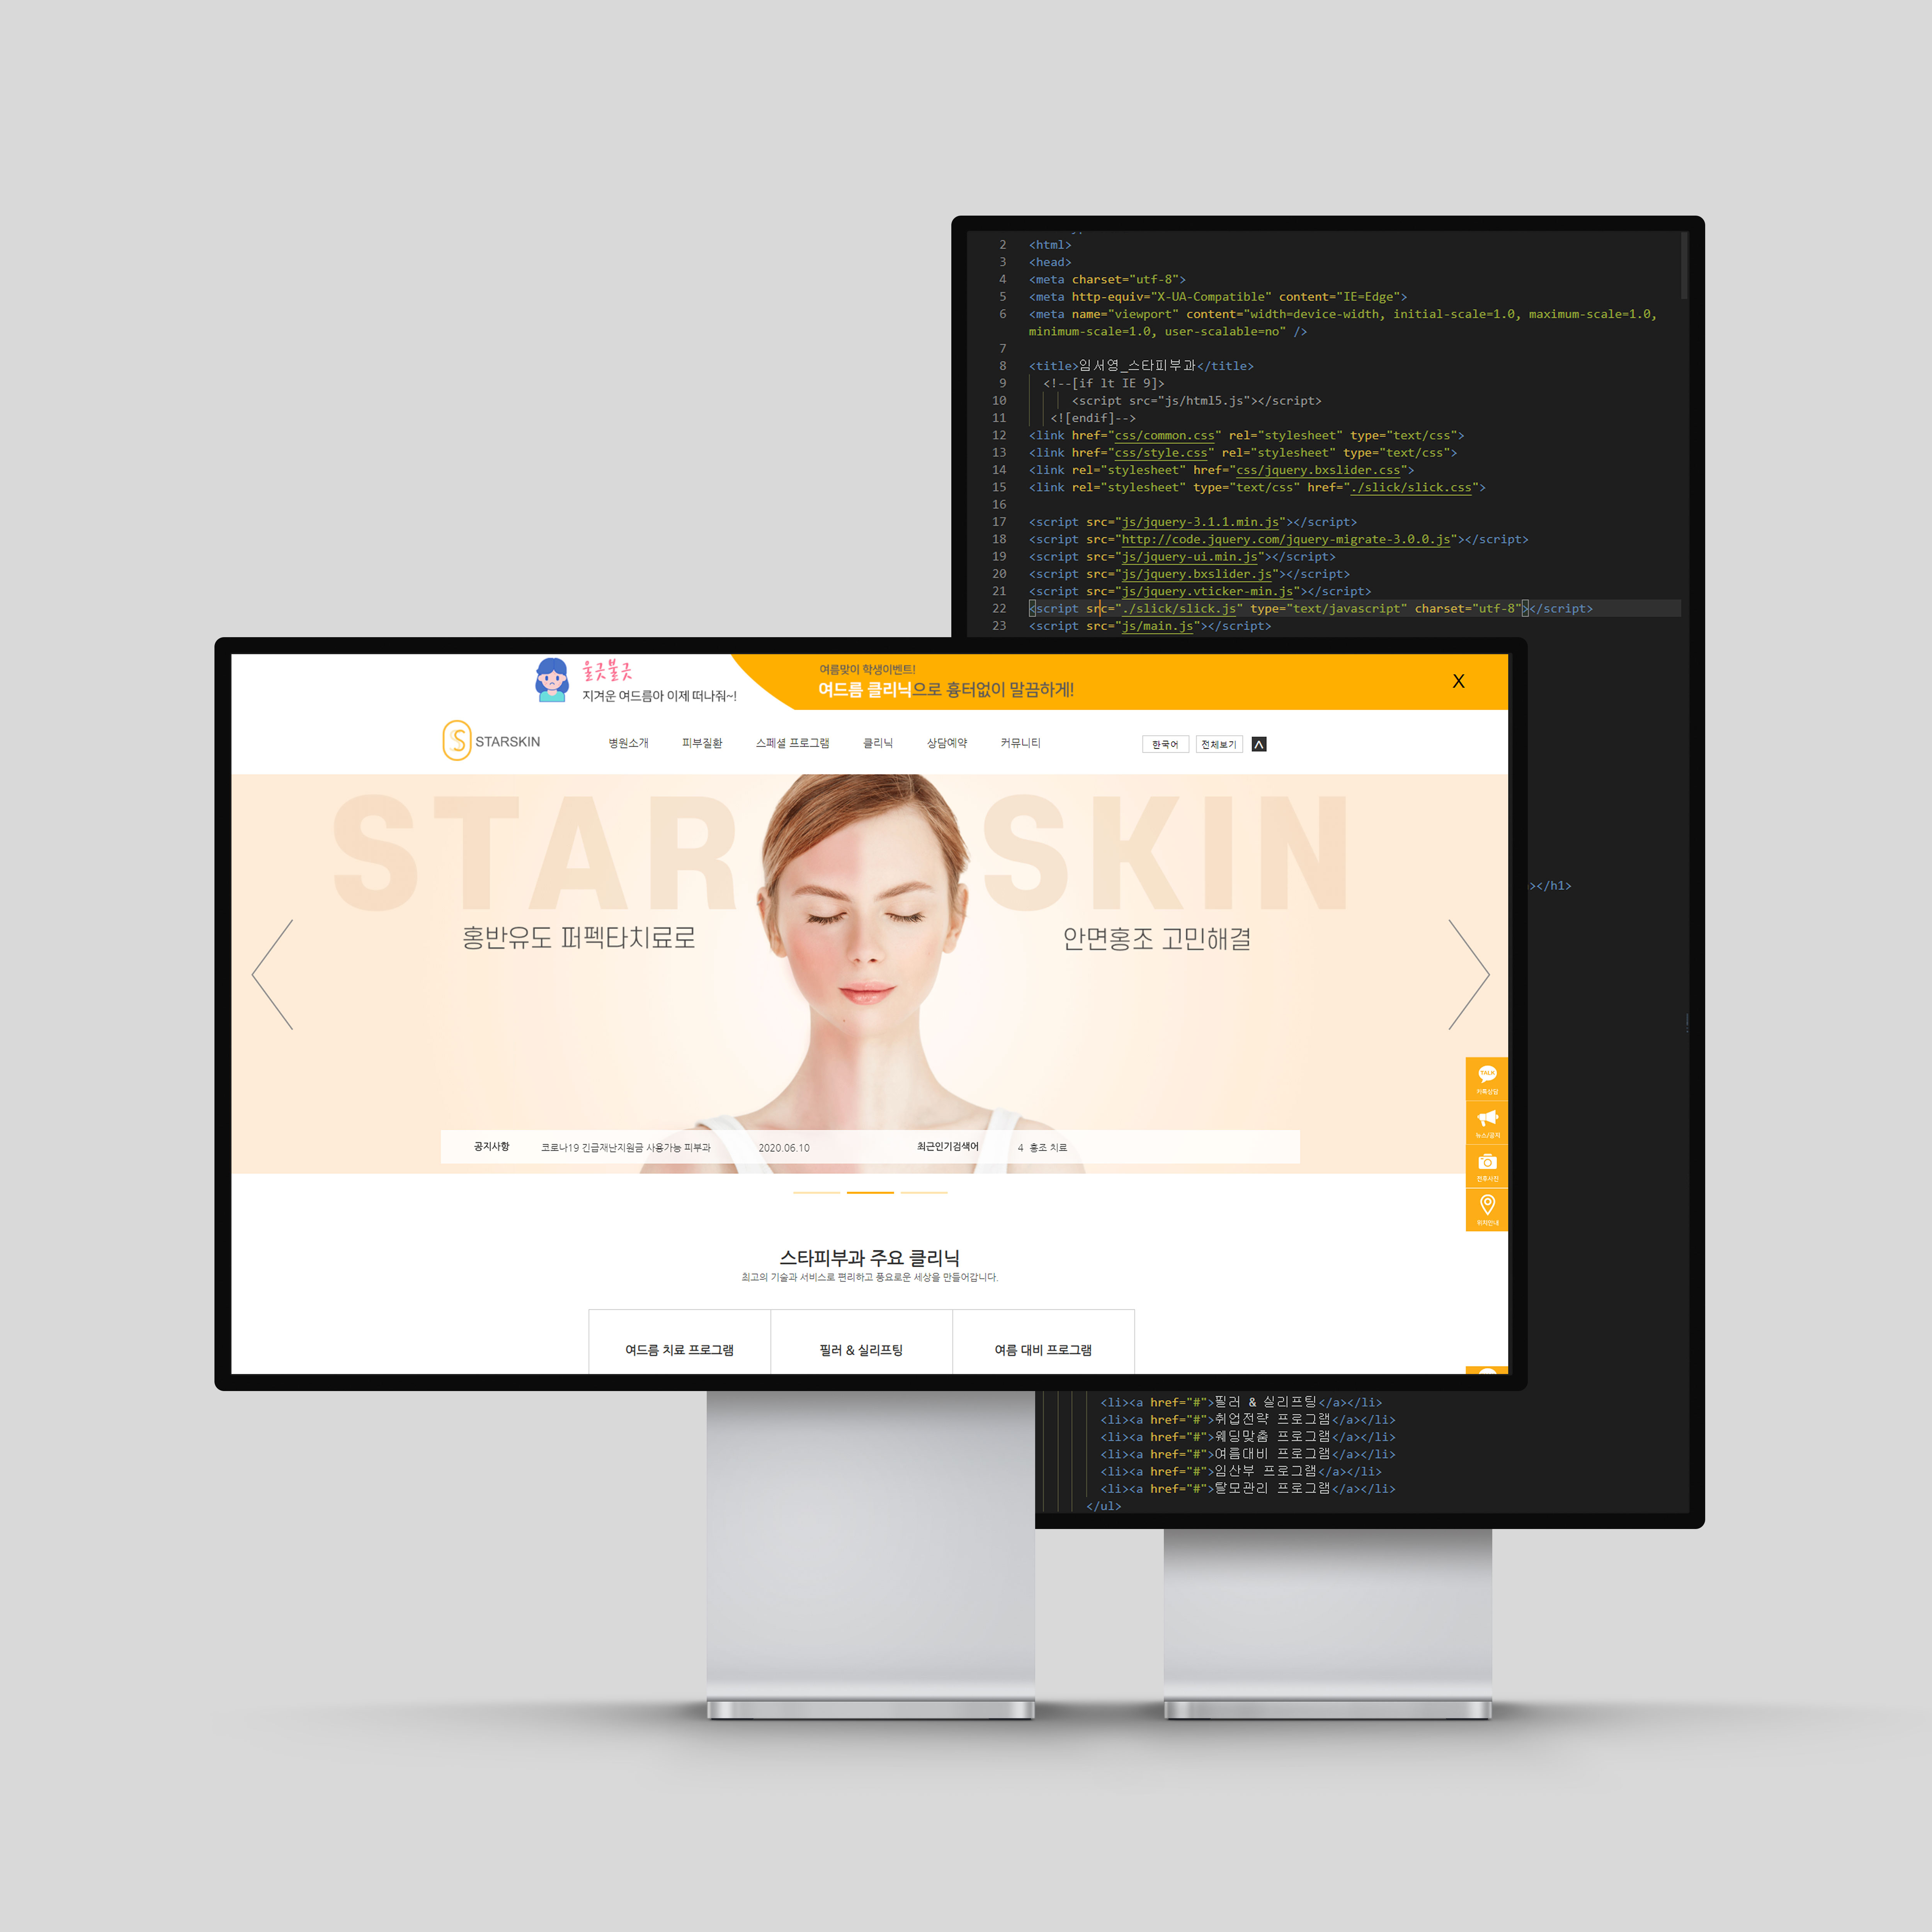 2 <html>
3 <head>
4 <meta charset="utf-8">
5 <meta http-equiv="X-UA-Compatible" content="IE=Edge">
6 <meta name="viewport" content="width=device-width, initial-scale=1.0, maximum-scale=1.0,
minimum-scale=1.0, user-scalable=no" />
7
8 <title>임서영_스타피부과</title>
9 <!--[if lt IE 9]>
10 <script src="js/html5.js"></script>
11 <![endif]-->
12 <link href="css/common.css" rel="stylesheet" type="text/css">
13 <link href="css/style.css" rel="stylesheet" type="text/css">
14 <link rel="stylesheet" href="css/jquery.bxslider.css">
15 <link rel="stylesheet" type="text/css" href="./slick/slick.css">
16
17 <script src="js/jquery-3.1.1.min.js"></script>
18 <script src="http://code.jquery.com/jquery-migrate-3.0.0.js"></script>
19 <script src="js/jquery-ui.min.js"></script>
20 <script src="js/jquery.bxslider.js"></script>
21 <script src="js/jquery.vticker-min.js"></script>
22 <script src="./slick/slick.js" type="text/javascript" charset="utf-8"></script>
23 <script src="js/main.js"></script>
></h1>
울긋불긋
지겨운 여드름아 이제 떠나줘~!
여름맞이 학생이벤트!
여드름 클리닉으로 흉터없이 말끔하게!
X
STARSKIN 병원소개 피부질환 스페셜 프로그램 클리닉 상담예약 커뮤니티 한국어 전체보기
STAR SKIN
홍반유도 퍼펙타치료로 안면홍조 고민해결
TALK
카톡상담
뉴스/공지
전후사진
위치안내
공지사항 코로나19 긴급재난지원금 사용가능 피부과 2020.06.10 최근인기검색어 4 홍조 치료
스타피부과 주요 클리닉
최고의 기술과 서비스로 편리하고 풍요로운 세상을 만들어갑니다.
여드름 치료 프로그램 필러 & 실리프팅 여름 대비 프로그램
<li><a href="#">필러 & 실리프팅</a></li>
<li><a href="#">취업전략 프로그램</a></li>
<li><a href="#">웨딩맞춤 프로그램</a></li>
<li><a href="#">여름대비 프로그램</a></li>
<li><a href="#">임산부 프로그램</a></li>
<li><a href="#">탈모관리 프로그램</a></li>
</ul>